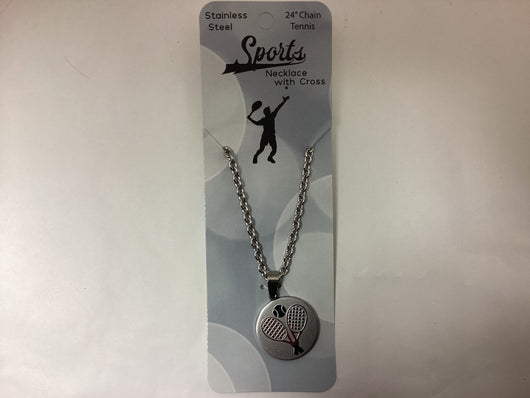 Stainless
Steel
24" Chain
Tennis
Sports
Necklace
with Cross